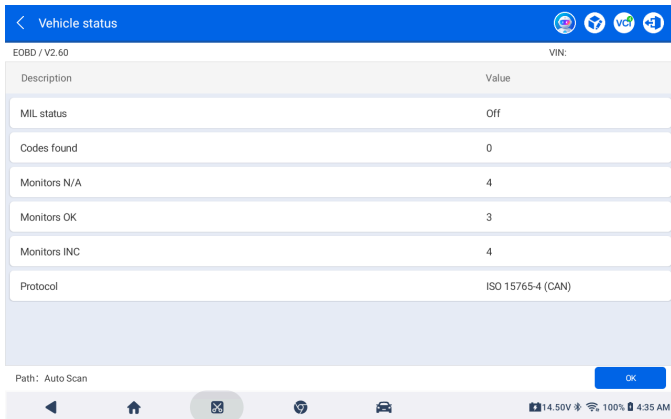 Vehicle status
VCI
EOBD / V2.60 VIN:
Description Value
MIL status Off
Codes found 0
Monitors N/A 4
Monitors OK 3
Monitors INC 4
Protocol ISO 15765-4 (CAN)
Path: Auto Scan OK
14.50V 100% 4:35 AM